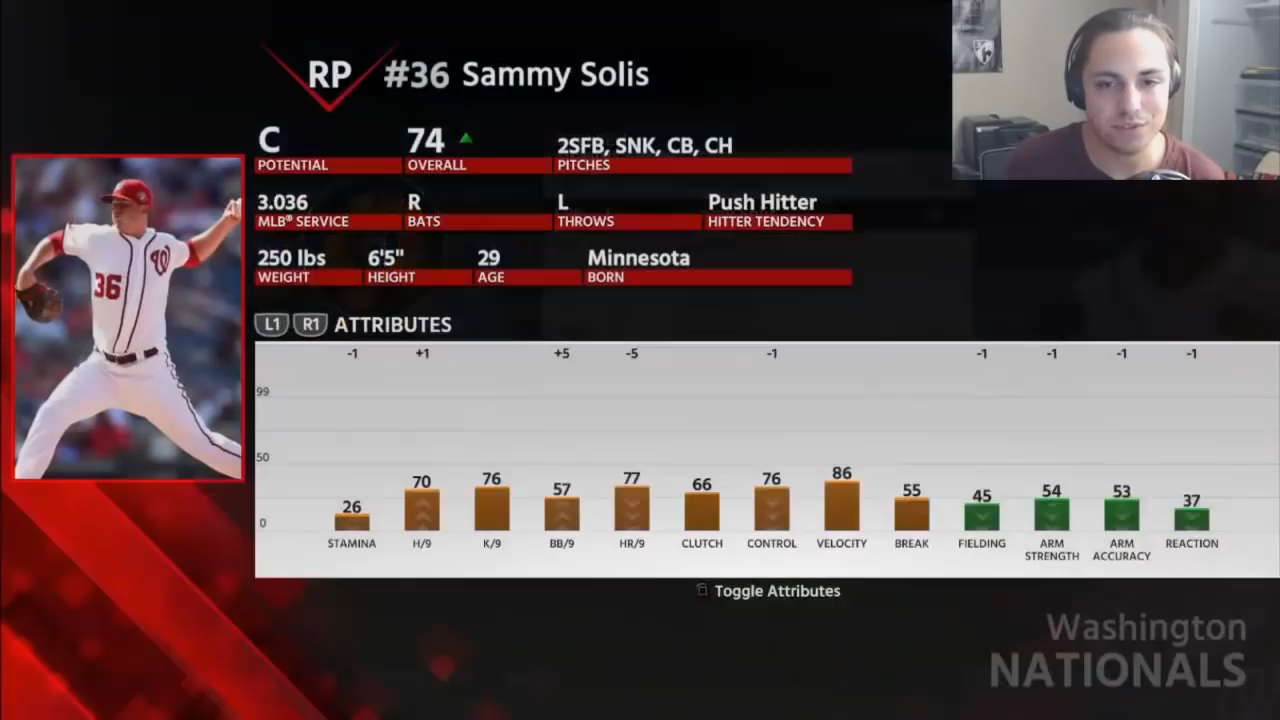 RP #36 Sammy Solis
C 74 2SFB, SNK, CB, CH
POTENTIAL OVERALL PITCHES
3.036 R L Push Hitter
MLB® SERVICE BATS THROWS HITTER TENDENCY
250 lbs 6'5" 29 Minnesota
WEIGHT HEIGHT AGE BORN
36
L1 R1 ATTRIBUTES
-1 +1 +5 -5 -1 -1 -1 -1 -1
99
50
0
26 70 76 57 77 66 76 86 55 45 54 53 37
STAMINA H/9 K/9 BB/9 HR/9 CLUTCH CONTROL VELOCITY BREAK FIELDING ARM STRENGTH ARM ACCURACY REACTION
Toggle Attributes
Washington
NATIONALS